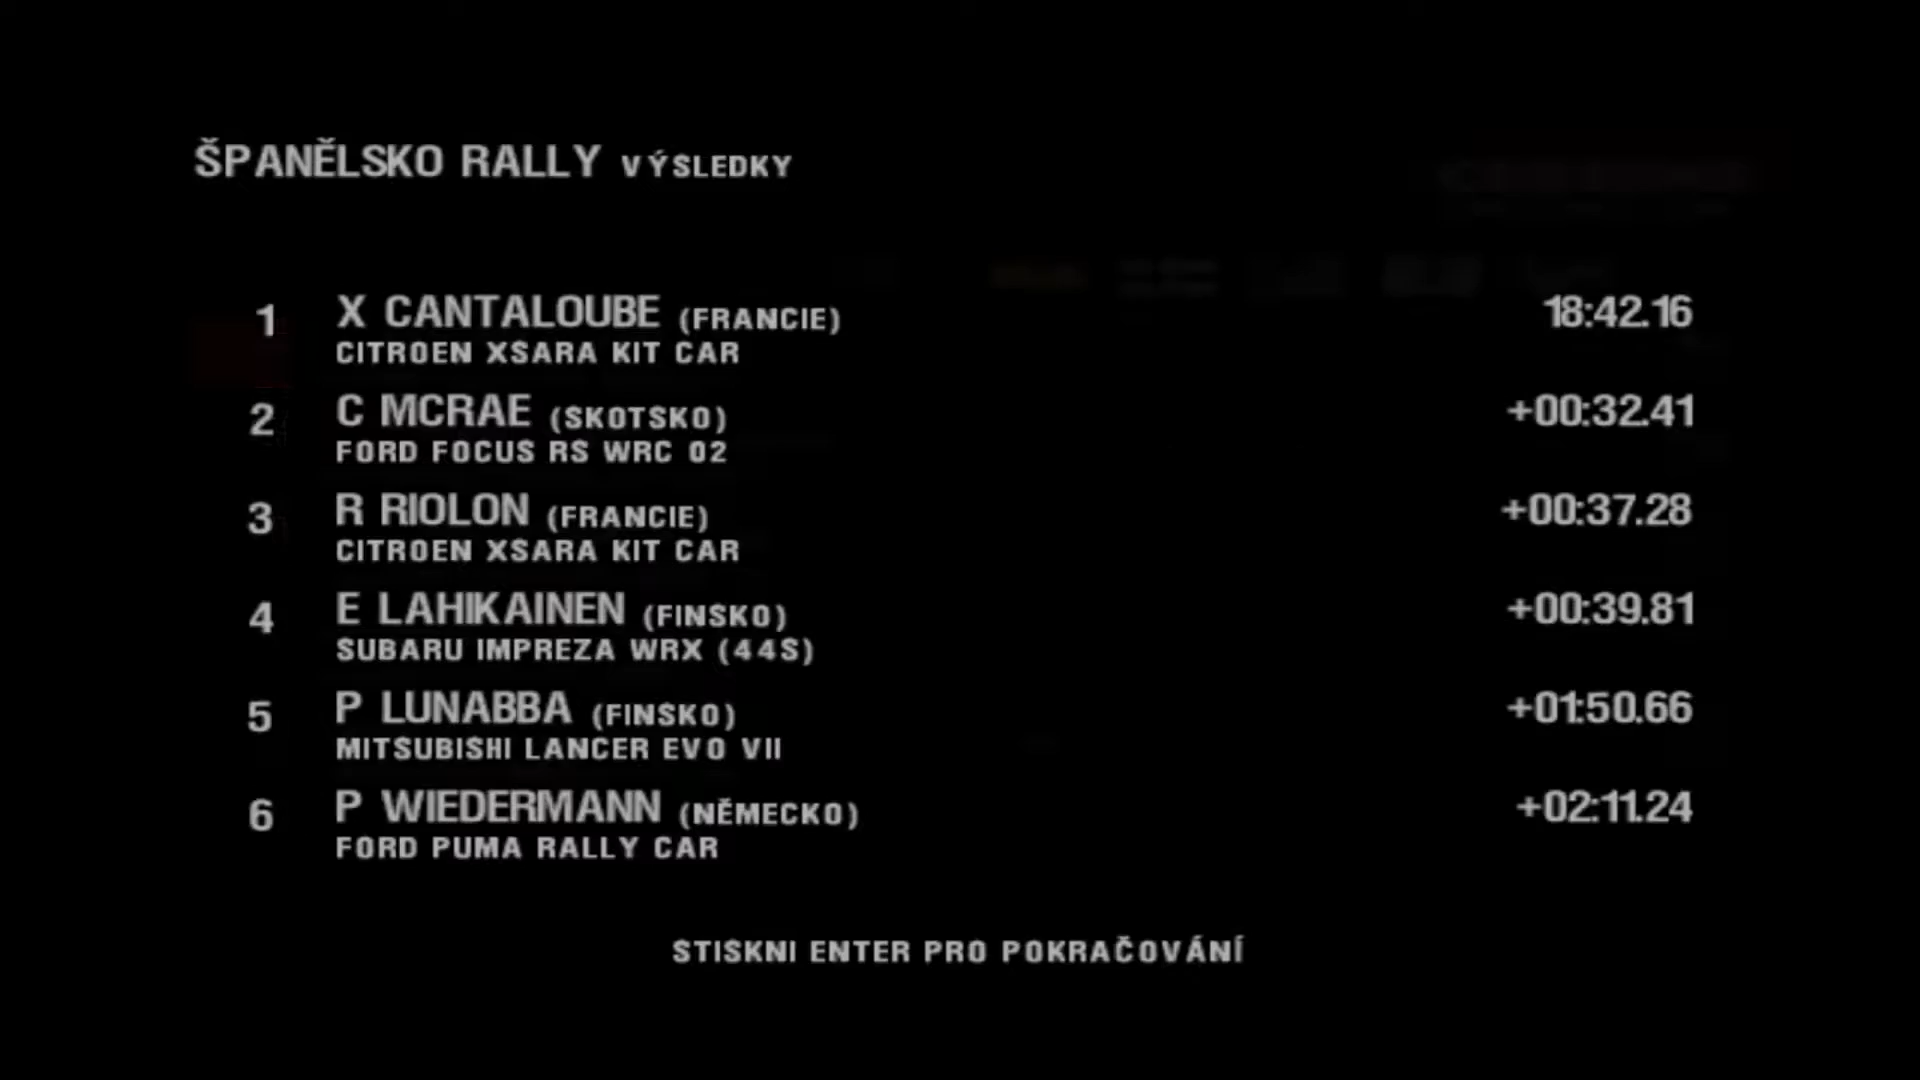 ŠPANĚLSKO RALLY VÝSLEDKY
1 X CANTALOUBE (FRANCIE) 18:42.16
CITROEN XSARA KIT CAR
2 C MCRAE (SKOTSKO) +00:32.41
FORD FOCUS RS WRC 02
3 R RIOLON (FRANCIE) +00:37.28
CITROEN XSARA KIT CAR
4 E LAHIKAINEN (FINSKO) +00:39.81
SUBARU IMPREZA WRX (44S)
5 P LUNABBA (FINSKO) +01:50.66
MITSUBISHI LANCER EVO VII
6 P WIEDERMANN (NĚMECKO) +02:11.24
FORD PUMA RALLY CAR
STISKNI ENTER PRO POKRAČOVÁNÍ